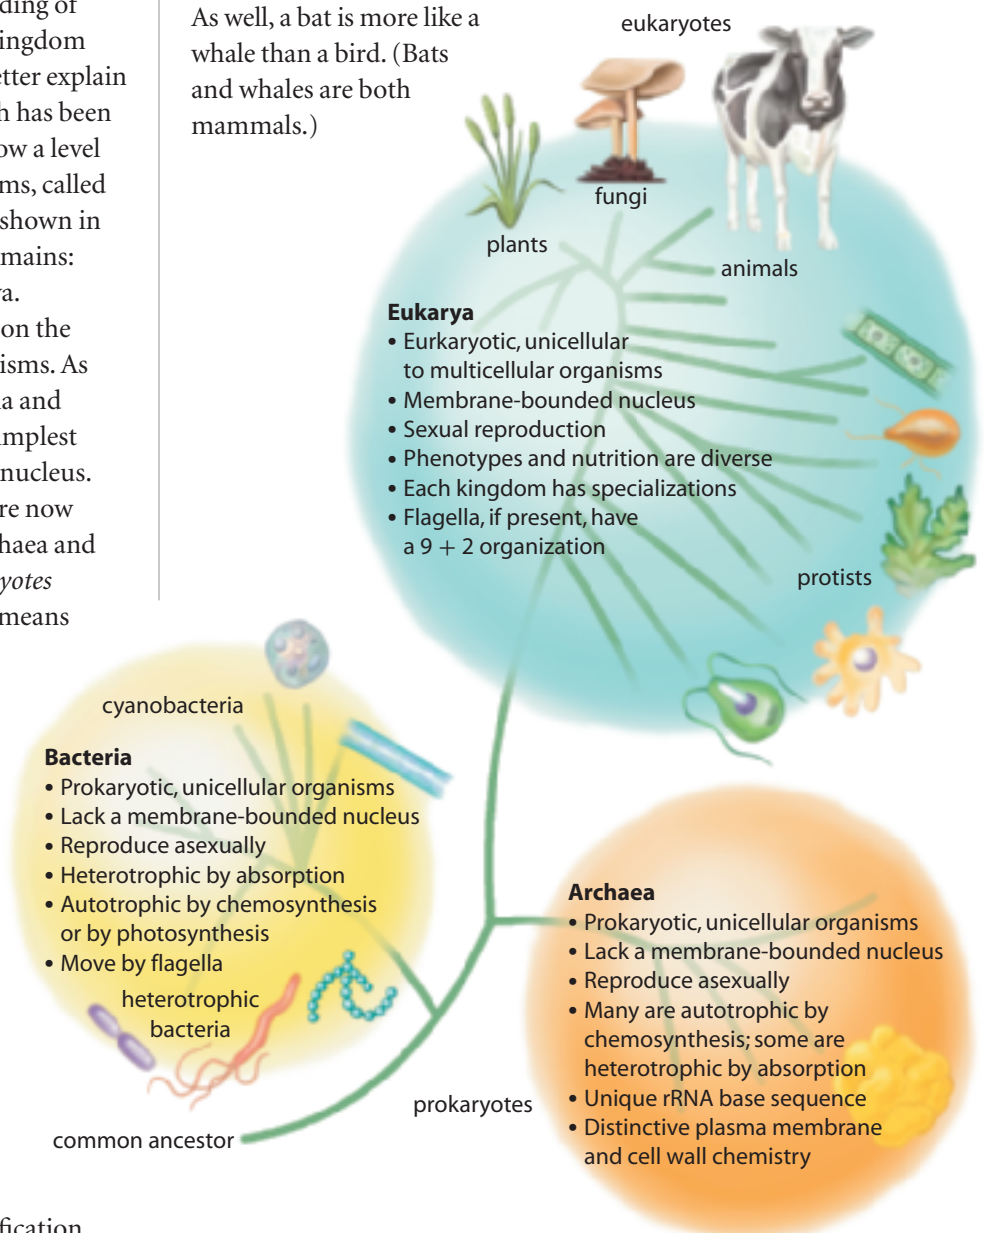 ding of
ingdom
etter explain
h has been
ow a level
ms, called
shown in
mains:
va.
on the
isms. As
a and
implest
nucleus.
re now
haea and
yotes
means
fication
As well, a bat is more like a
whale than a bird. (Bats
and whales are both
mammals.)
eukaryotes
fungi
plants
animals
Eukarya
• Eurkaryotic, unicellular
to multicellular organisms
• Membrane-bounded nucleus
• Sexual reproduction
• Phenotypes and nutrition are diverse
• Each kingdom has specializations
• Flagella, if present, have
a 9 + 2 organization
protists
cyanobacteria
Bacteria
• Prokaryotic, unicellular organisms
• Lack a membrane-bounded nucleus
• Reproduce asexually
• Heterotrophic by absorption
• Autotrophic by chemosynthesis
or by photosynthesis
• Move by flagella
heterotrophic
bacteria
Archaea
• Prokaryotic, unicellular organisms
• Lack a membrane-bounded nucleus
• Reproduce asexually
• Many are autotrophic by
chemosynthesis; some are
heterotrophic by absorption
• Unique rRNA base sequence
• Distinctive plasma membrane
and cell wall chemistry
prokaryotes
common ancestor